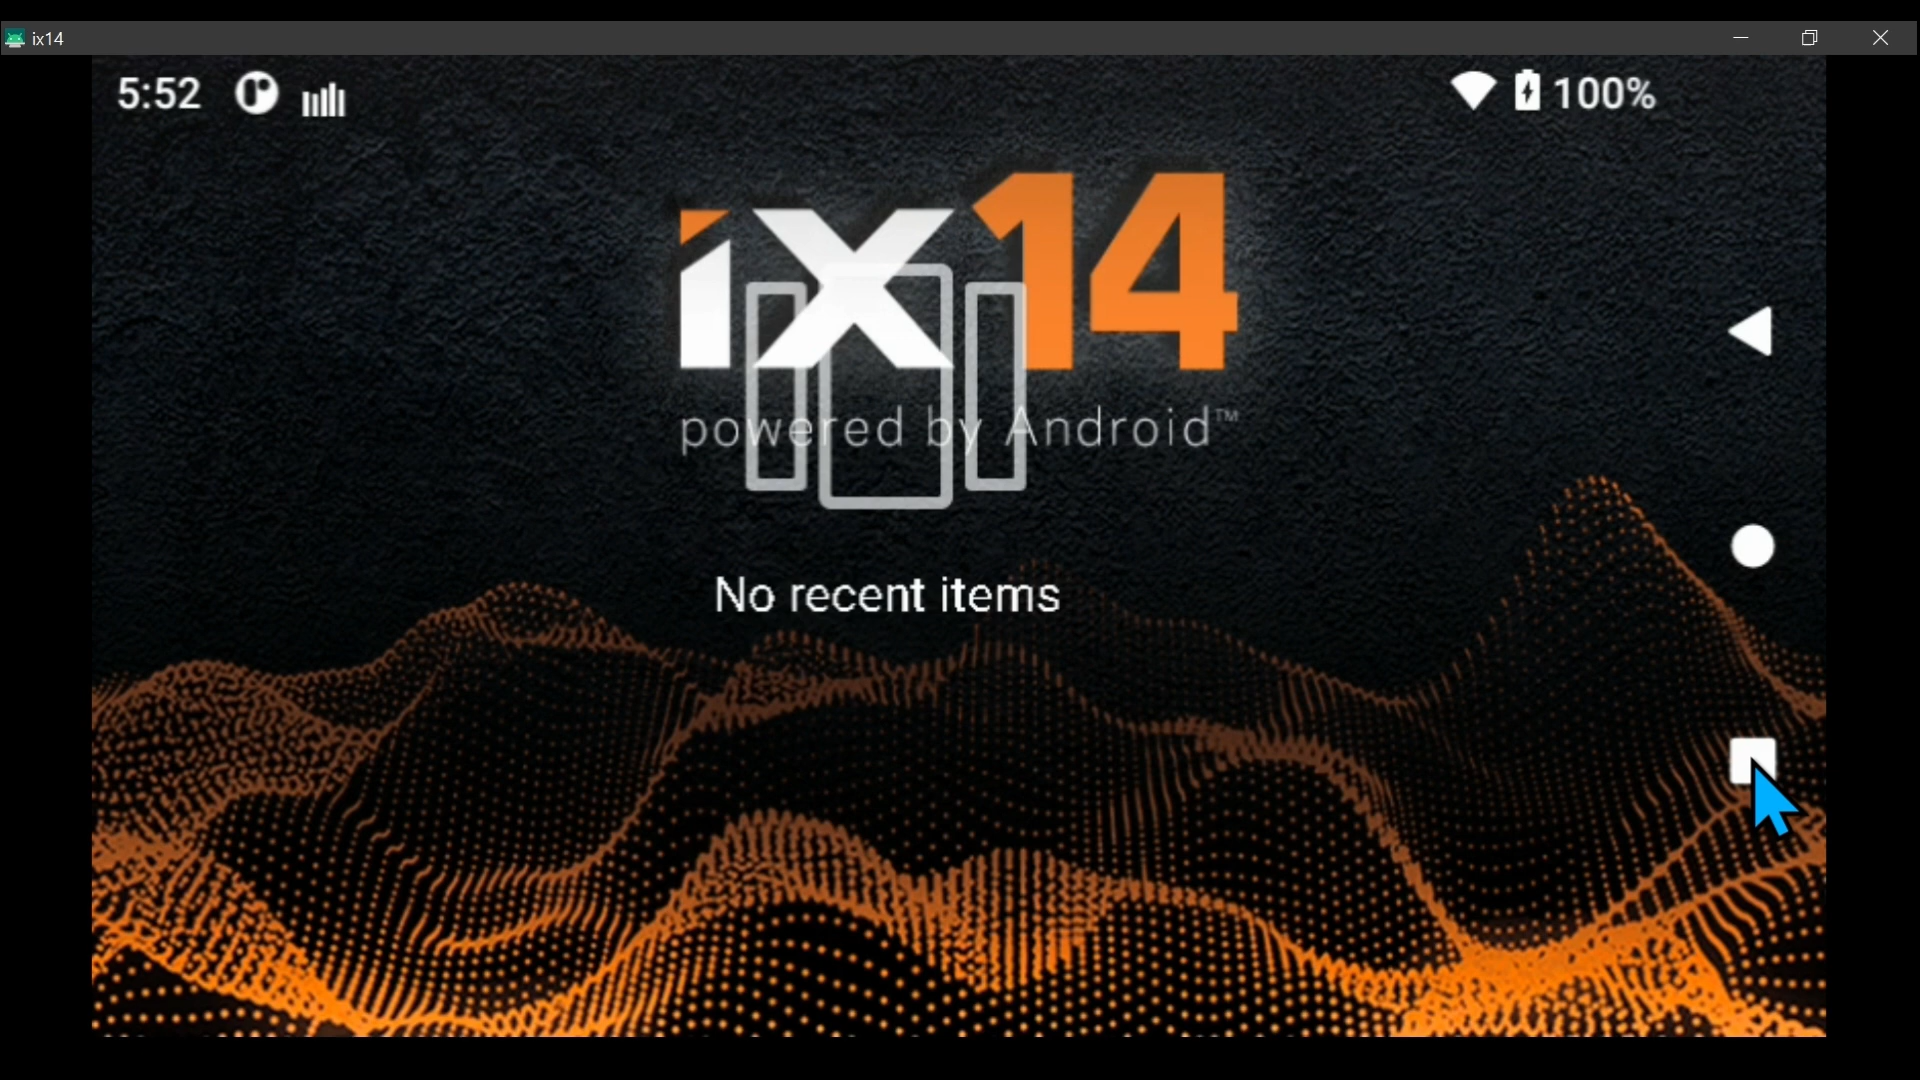 ix14
5:52
100%
ix14
powered by Android™
No recent items